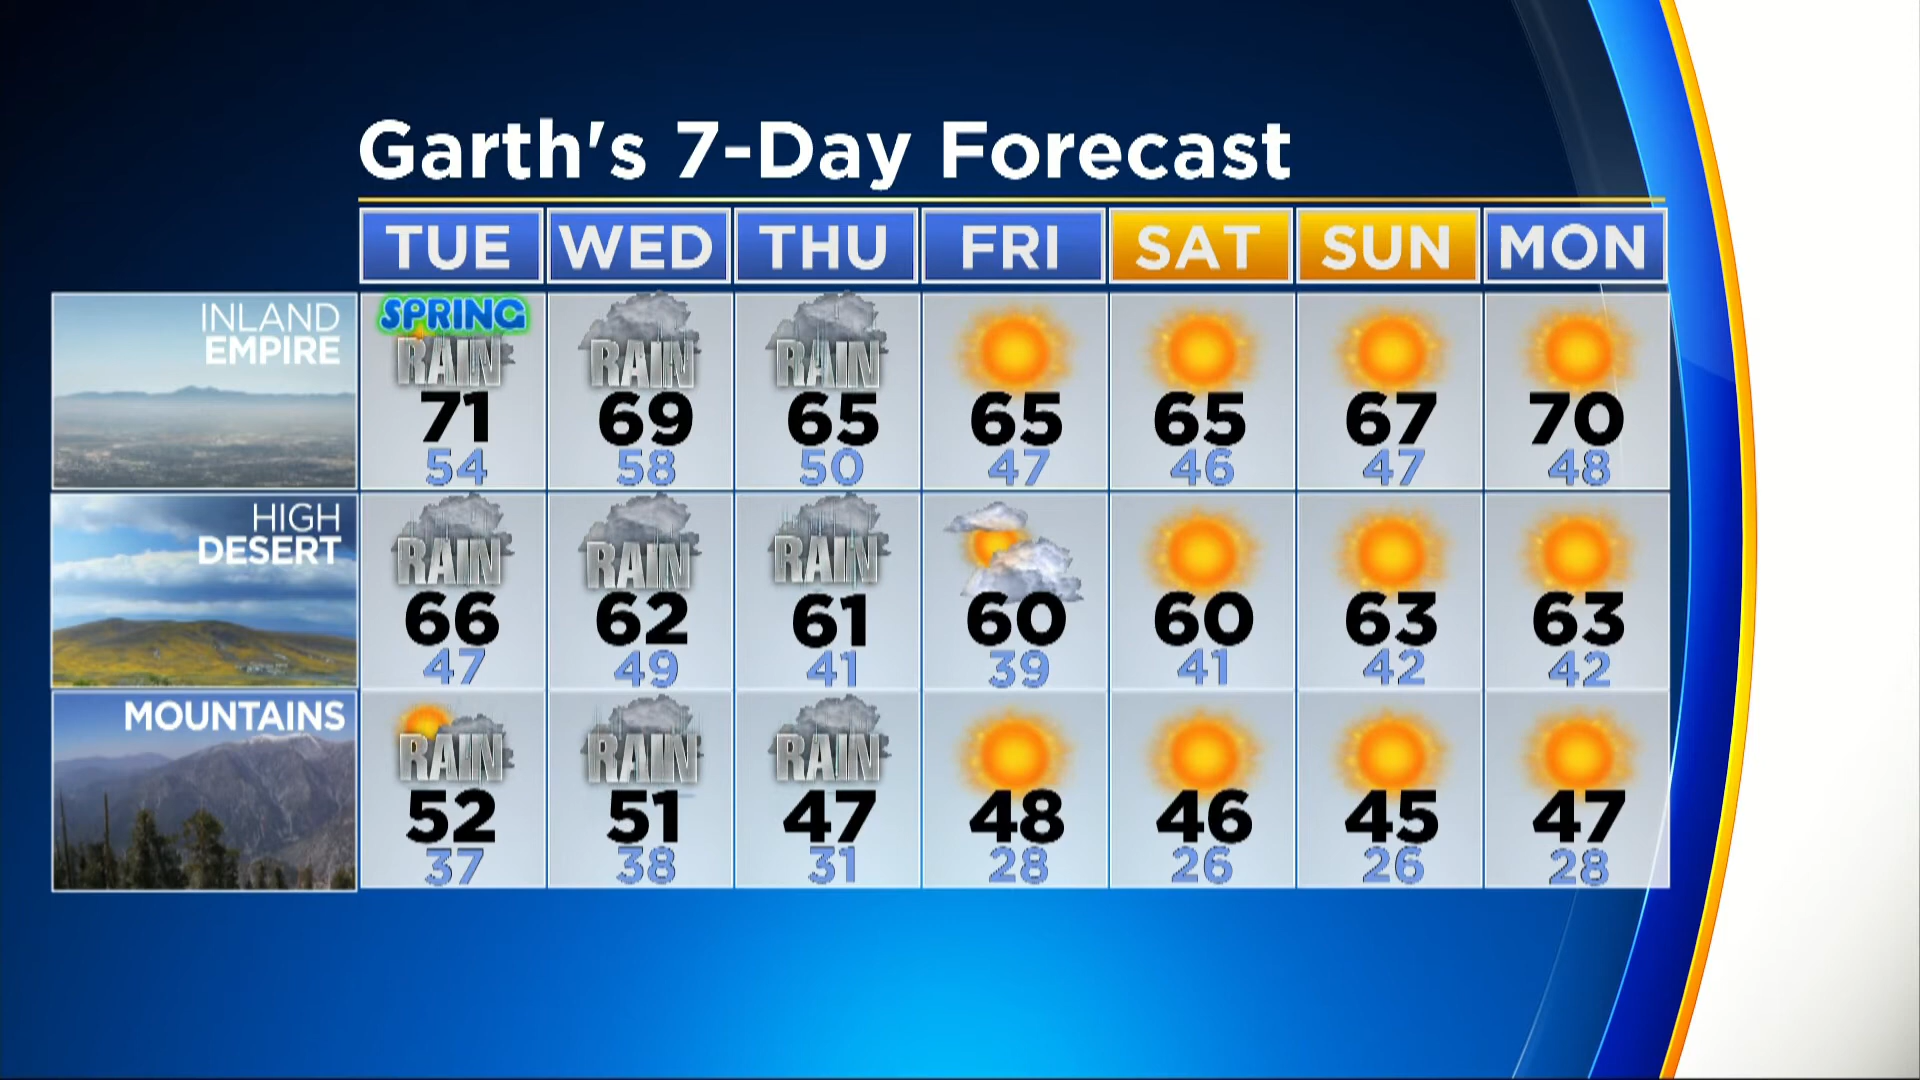 Garth's 7-Day Forecast
TUE WED THU FRI SAT SUN MON
INLAND
EMPIRE
SPRING
RAIN RAIN RAIN
71 69 65 65 65 67 70
54 58 50 47 46 47 48
HIGH
DESERT
RAIN RAIN RAIN
66 62 61 60 60 63 63
47 49 41 39 41 42 42
MOUNTAINS
RAIN RAIN RAIN
52 51 47 48 46 45 47
37 38 31 28 26 26 28